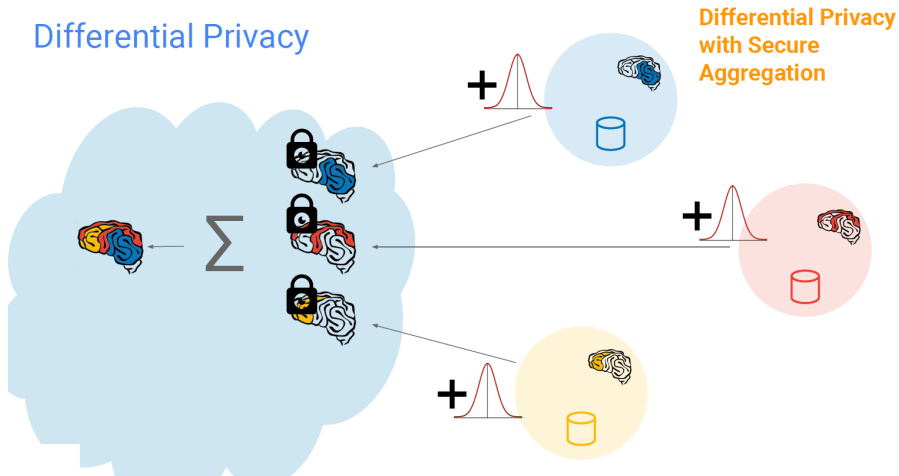 Differential Privacy
Differential Privacy
with Secure
Aggregation
+
+
Σ
+